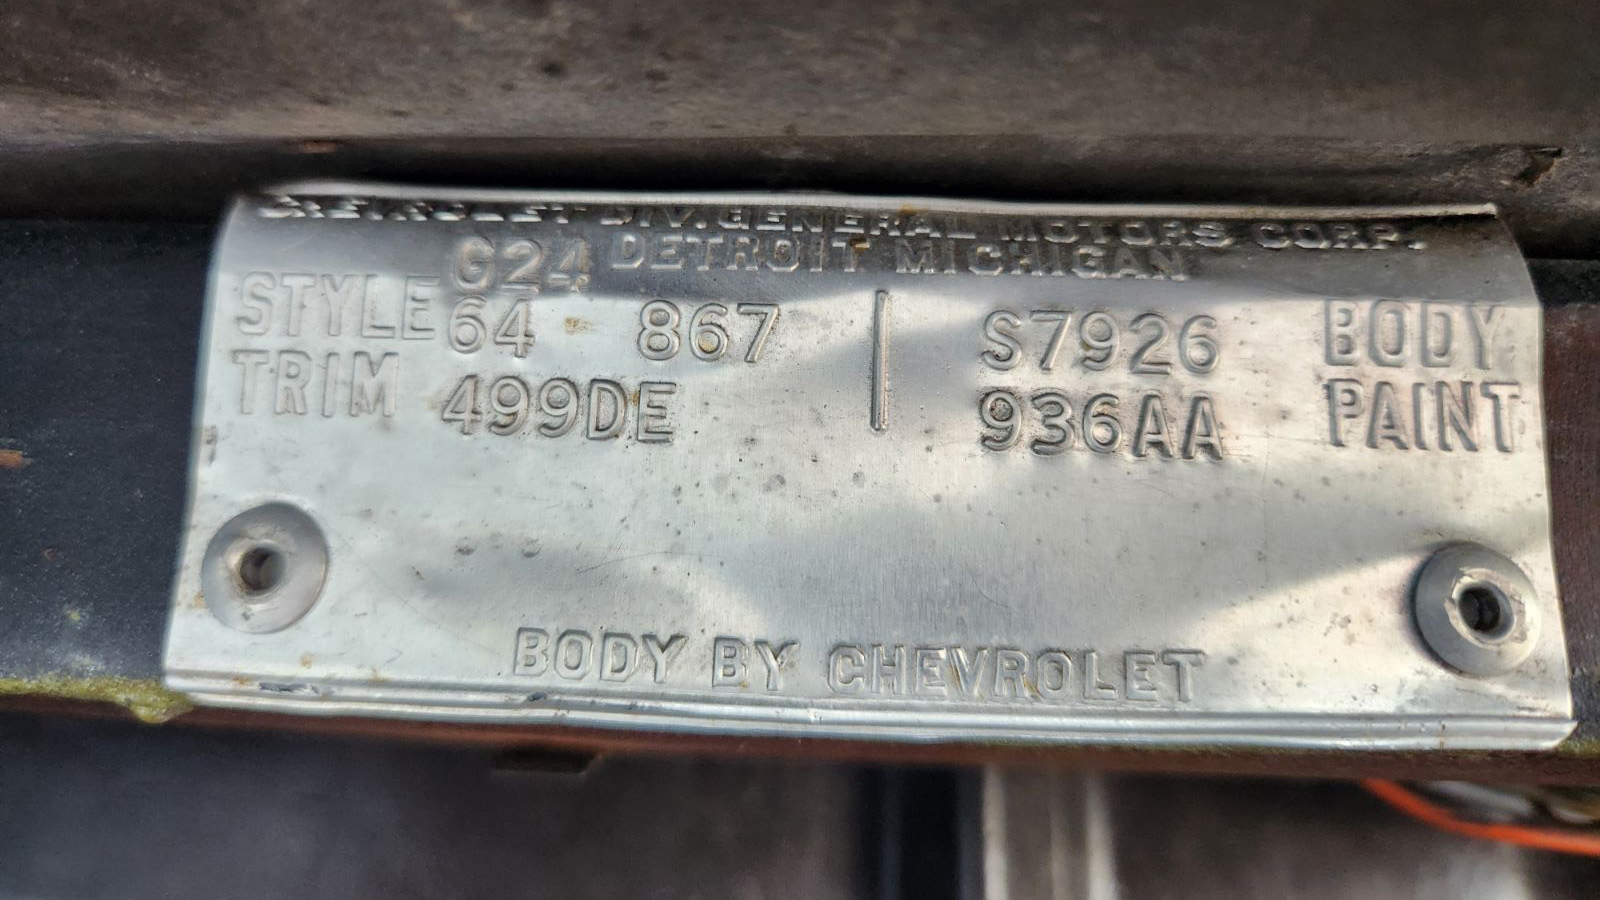 CHEVROLET DIV. GENERAL MOTORS CORP.
G24 DETROIT MICHIGAN
STYLE 64 867 | S7926 BODY
TRIM 499DE 936AA PAINT
BODY BY CHEVROLET